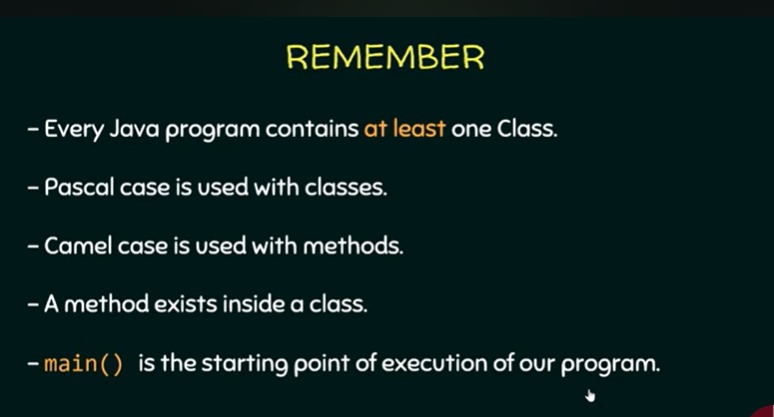 REMEMBER
- Every Java program contains at least one Class.
- Pascal case is used with classes.
- Camel case is used with methods.
- A method exists inside a class.
- main() is the starting point of execution of our program.